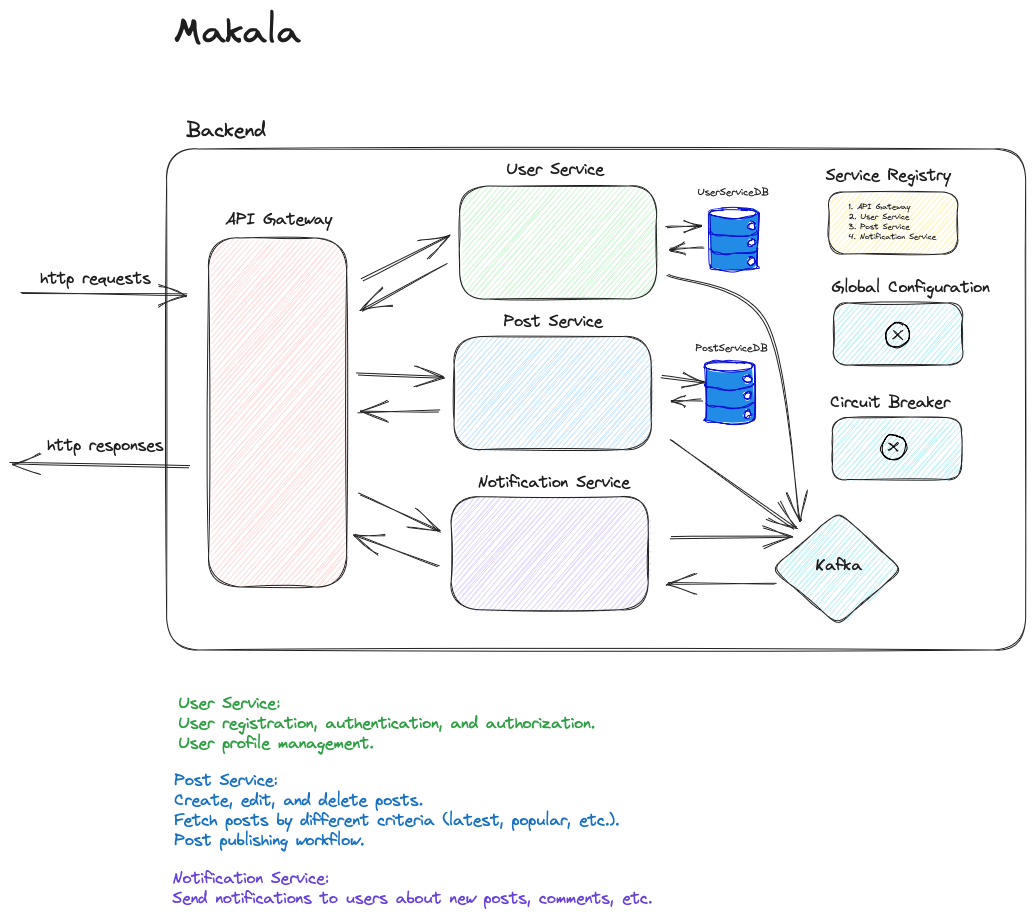 Makala
Backend
User Service
UserServiceDB
Service Registry
1. API Gateway
2. User Service
3. Post Service
4. Notification Service
API Gateway
http requests
Global Configuration
Post Service
PostServiceDB
Circuit Breaker
http responses
Notification Service
Kafka
User Service:
User registration, authentication, and authorization.
User profile management.
Post Service:
Create, edit, and delete posts.
Fetch posts by different criteria (latest, popular, etc.).
Post publishing workflow.
Notification Service:
Send notifications to users about new posts, comments, etc.